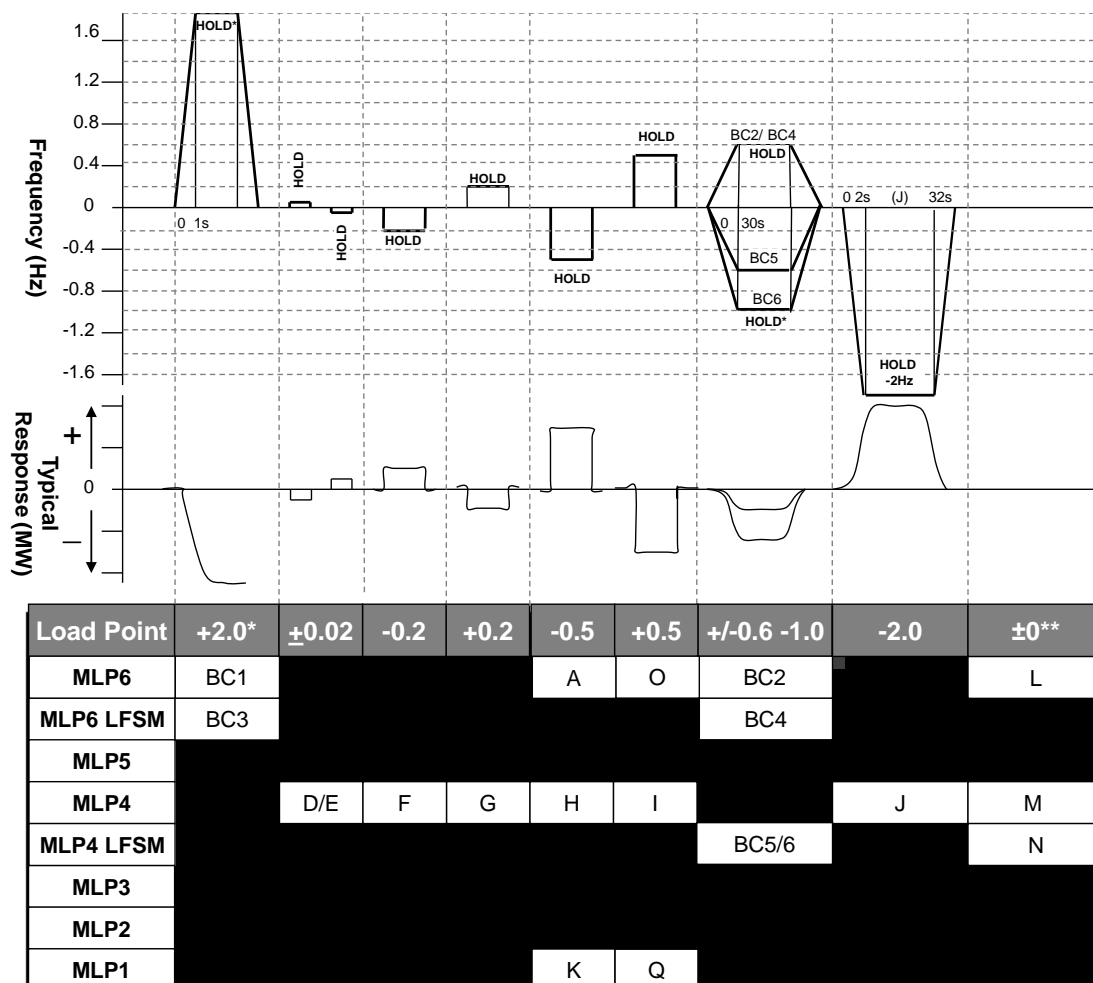 1.6
1.2
0.8
0.4
0
-0.4
-0.8
-1.2
-1.6
Frequency (Hz)
HOLD*
0 1s
HOLD
HOLD
HOLD
HOLD
HOLD
HOLD
BC2/ BC4
HOLD
0 30s
BC5
BC6
HOLD*
0 2s (J) 32s
HOLD
-2Hz
Typical
Response (MW)
+
0
–
Load Point +2.0* ±0.02 -0.2 +0.2 -0.5 +0.5 +/-0.6 -1.0 -2.0 ±0**
MLP6 BC1 A O BC2 L
MLP6 LFSM BC3 BC4
MLP5
MLP4 D/E F G H I J M
MLP4 LFSM BC5/6 N
MLP3
MLP2
MLP1 K Q